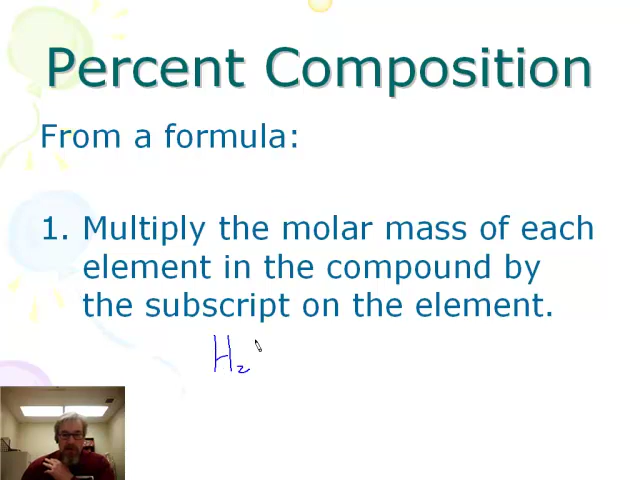 Percent Composition
From a formula:
1. Multiply the molar mass of each
element in the compound by
the subscript on the element.
H₂